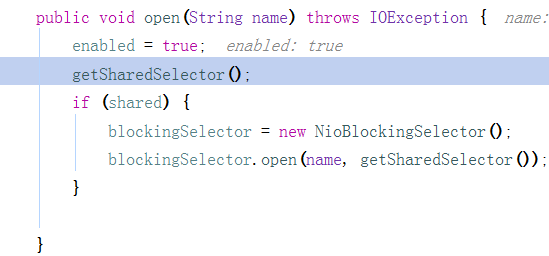 public void open(String name) throws IOException {  name:
enabled = true;  enabled: true
getSharedSelector();
if (shared) {
blockingSelector = new NioBlockingSelector();
blockingSelector.open(name, getSharedSelector());
}
}